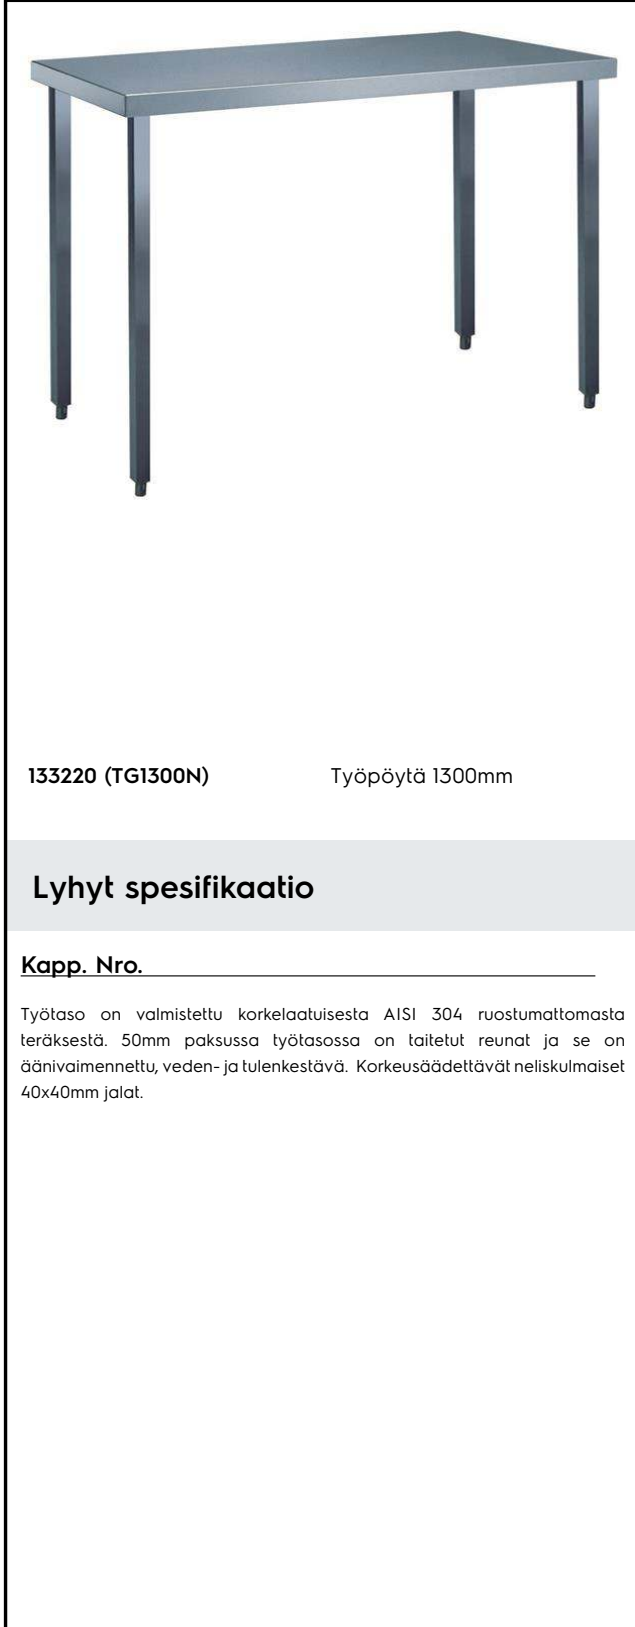 133220 (TG1300N) Työpöytä 1300mm
Lyhyt spesifikaatio
Kapp. Nro.
Työtaso on valmistettu korkelaatuisesta AISI 304 ruostumattomasta
teräksestä. 50mm paksussa työtasossa on taitetut reunat ja se on
äänivaimennettu, veden- ja tulenkestävä. Korkeusäädettävät neliskulmaiset
40x40mm jalat.